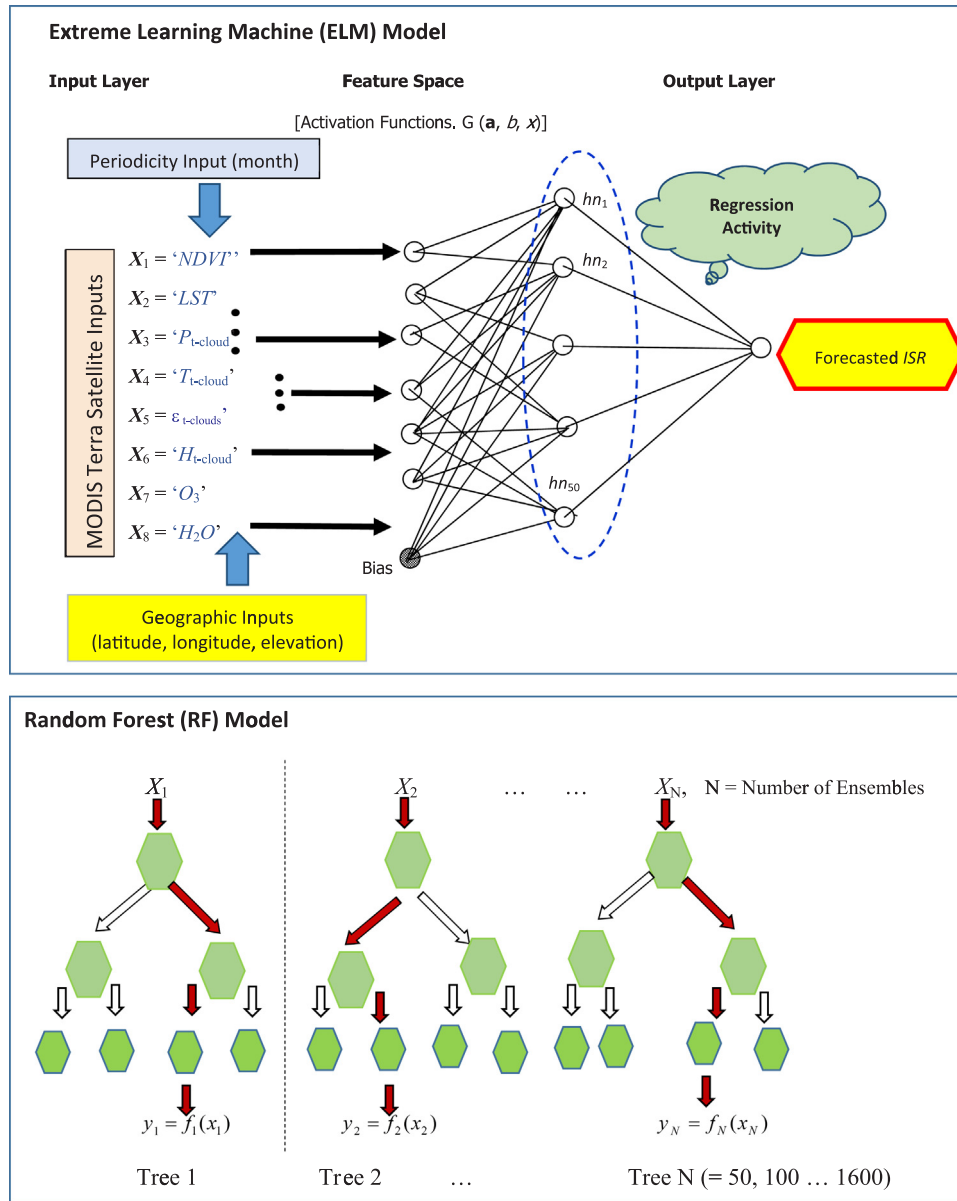 Extreme Learning Machine (ELM) Model
Input Layer
Feature Space
Output Layer
[Activation Functions. G (a, b, x)]
Periodicity Input (month)
MODIS Terra Satellite Inputs
X1 = ‘NDVI’’
X2 = ‘LST’
X3 = ‘Pt-cloud’
X4 = ‘Tt-cloud’
X5 = εt-clouds’
X6 = ‘Ht-cloud’
X7 = ‘O3’
X8 = ‘H2O’
Geographic Inputs
(latitude, longitude, elevation)
Bias
hn1
hn2
hn50
Regression
Activity
Forecasted ISR
Random Forest (RF) Model
X1
X2
... ...
XN, N = Number of Ensembles
y1 = f1(x1)
y2 = f2(x2)
yN = fN(xN)
Tree 1
Tree 2
...
Tree N (= 50, 100 ... 1600)